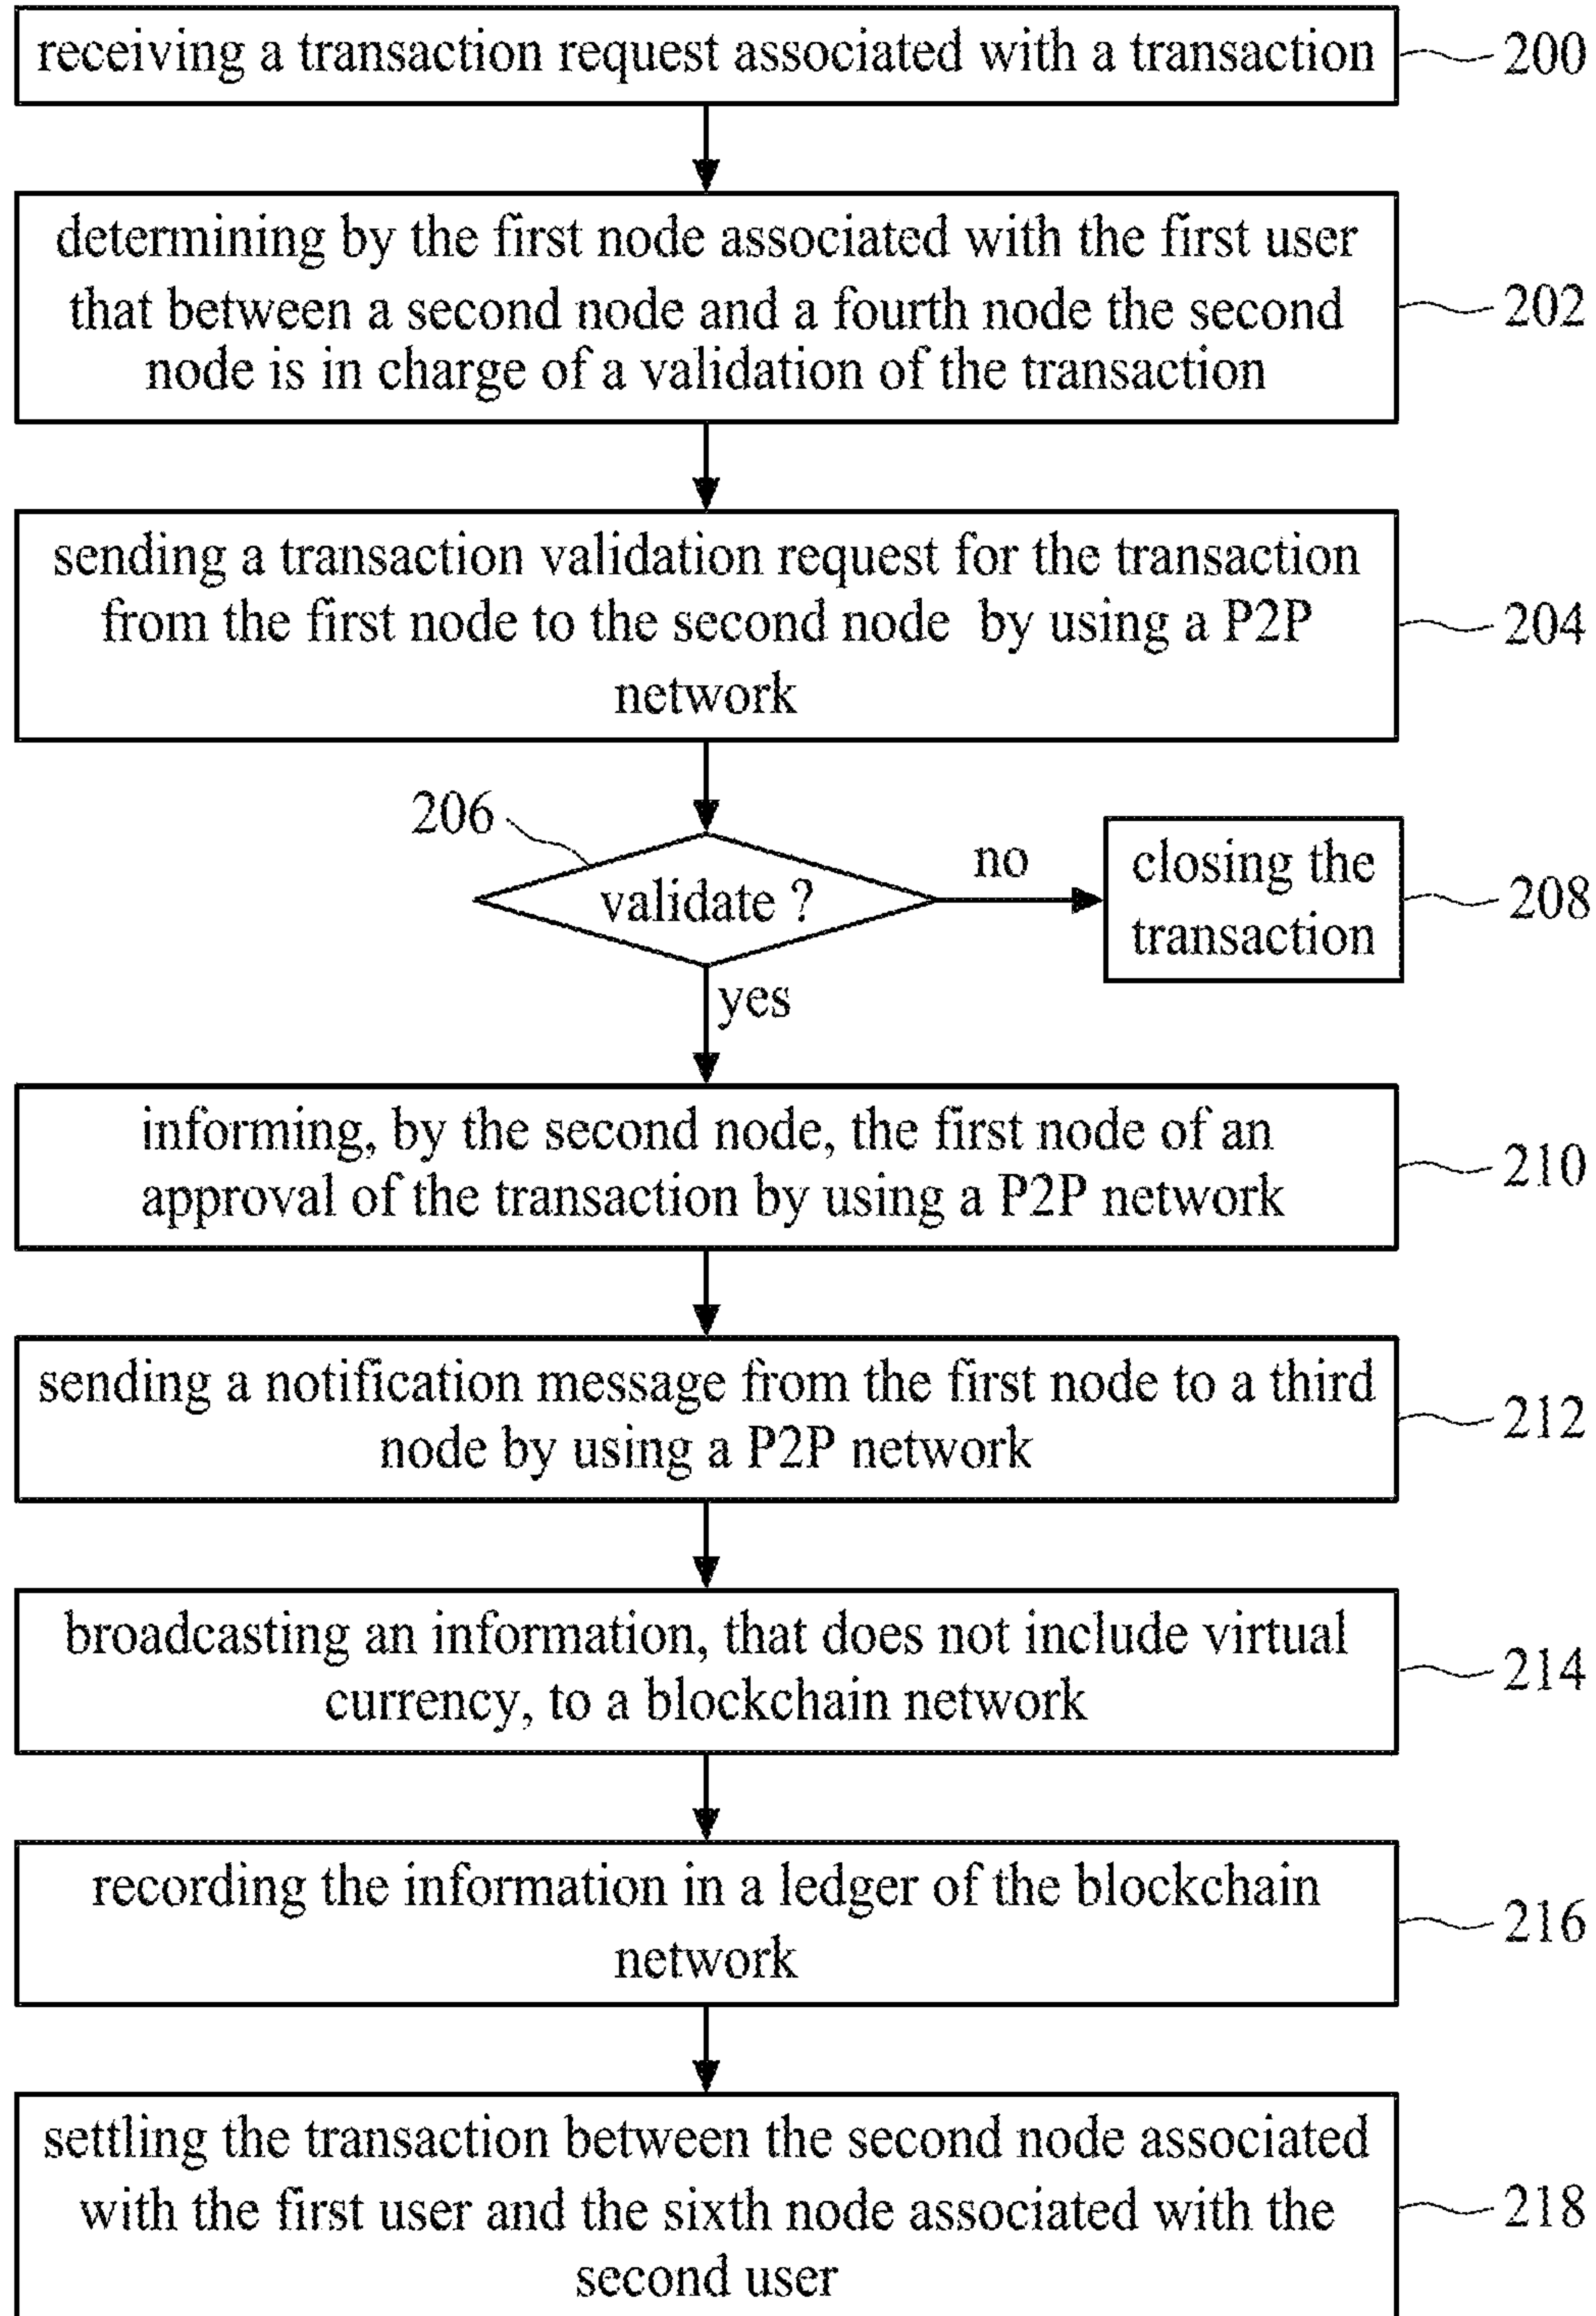 receiving a transaction request associated with a transaction
200
determining by the first node associated with the first user
that between a second node and a fourth node the second
node is in charge of a validation of the transaction
202
sending a transaction validation request for the transaction
from the first node to the second node by using a P2P
network
204
206
validate ?
no
closing the
transaction
208
yes
informing, by the second node, the first node of an
approval of the transaction by using a P2P network
210
sending a notification message from the first node to a third
node by using a P2P network
212
broadcasting an information, that does not include virtual
currency, to a blockchain network
214
recording the information in a ledger of the blockchain
network
216
settling the transaction between the second node associated
with the first user and the sixth node associated with the
second user
218